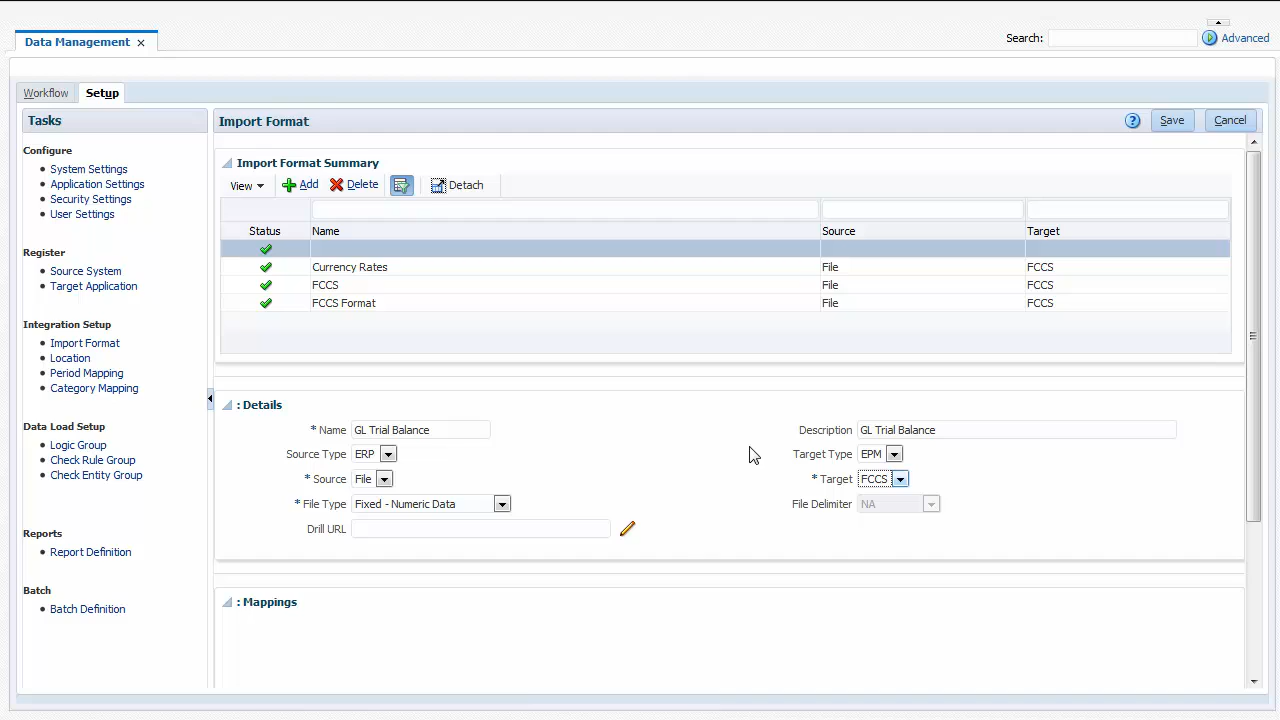 Search:
Advanced
Data Management
Workflow
Setup
Tasks
Configure
System Settings
Application Settings
Security Settings
User Settings
Register
Source System
Target Application
Integration Setup
Import Format
Location
Period Mapping
Category Mapping
Data Load Setup
Logic Group
Check Rule Group
Check Entity Group
Reports
Report Definition
Batch
Batch Definition
Import Format
? Save Cancel
Import Format Summary
View Add Delete Detach
Status Name Source Target
Currency Rates File FCCS
FCCS File FCCS
FCCS Format File FCCS
: Details
* Name GL Trial Balance Description GL Trial Balance
Source Type ERP Target Type EPM
* Source File * Target FCCS
* File Type Fixed - Numeric Data File Delimiter NA
Drill URL
: Mappings